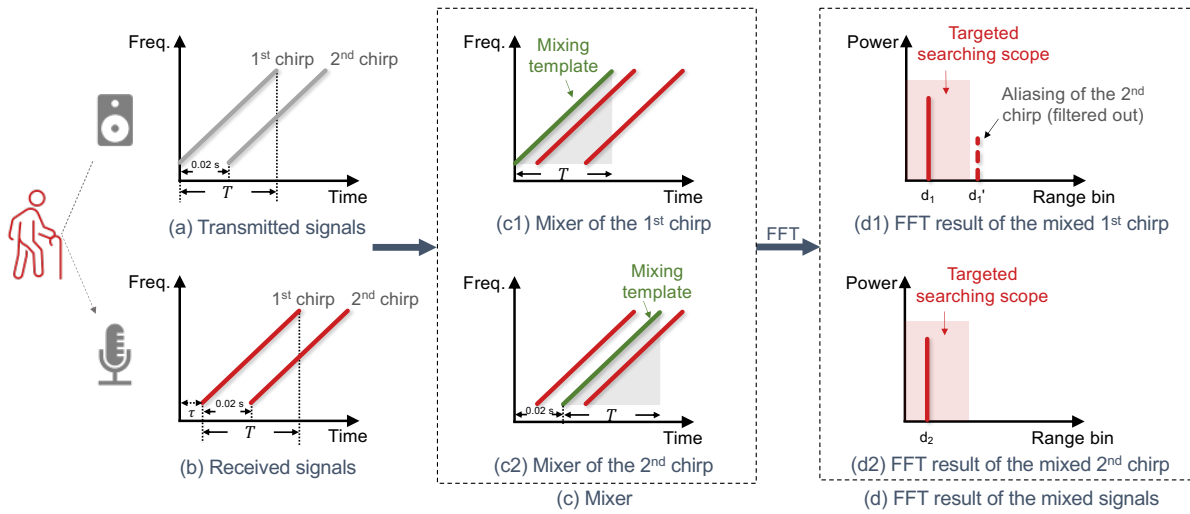 Freq.
1st chirp
2nd chirp
0.02 s
T
Time
(a) Transmitted signals
Freq.
1st chirp
2nd chirp
τ
0.02 s
T
Time
(b) Received signals
Freq.
Mixing
template
T
Time
(c1) Mixer of the 1st chirp
Freq.
Mixing
template
0.02 s
T
Time
(c2) Mixer of the 2nd chirp
(c) Mixer
FFT
Power
Targeted
searching scope
Aliasing of the 2nd
chirp (filtered out)
d1
d1'
Range bin
(d1) FFT result of the mixed 1st chirp
Power
Targeted
searching scope
d2
Range bin
(d2) FFT result of the mixed 2nd chirp
(d) FFT result of the mixed signals